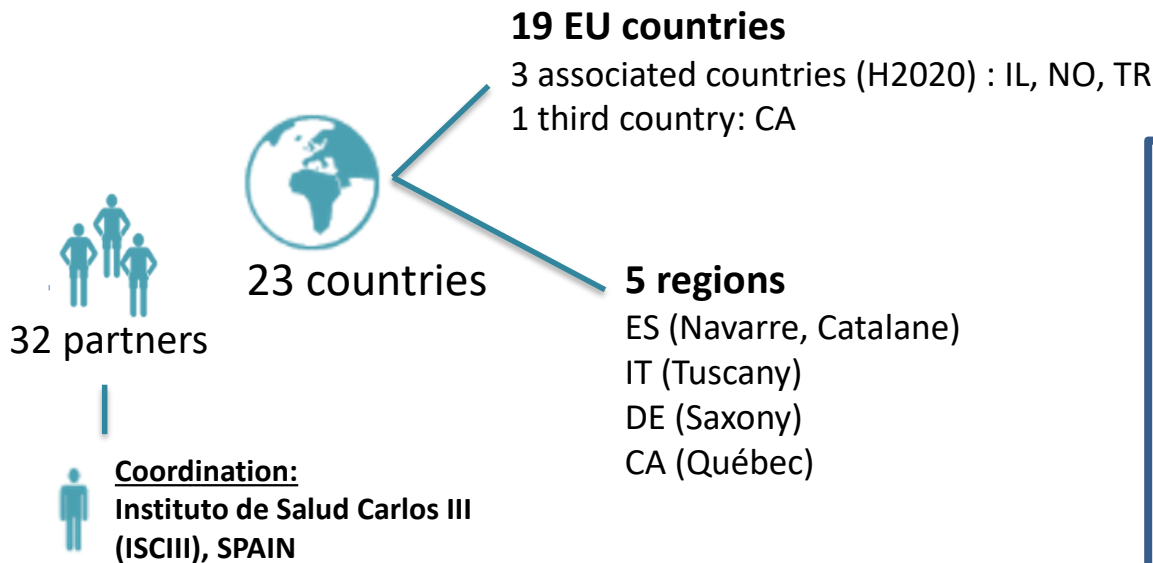 19 EU countries
3 associated countries (H2020) : IL, NO, TR
1 third country: CA
23 countries
32 partners
5 regions
ES (Navarre, Catalane)
IT (Tuscany)
DE (Saxony)
CA (Québec)
Coordination:
Instituto de Salud Carlos III
(ISCIII), SPAIN